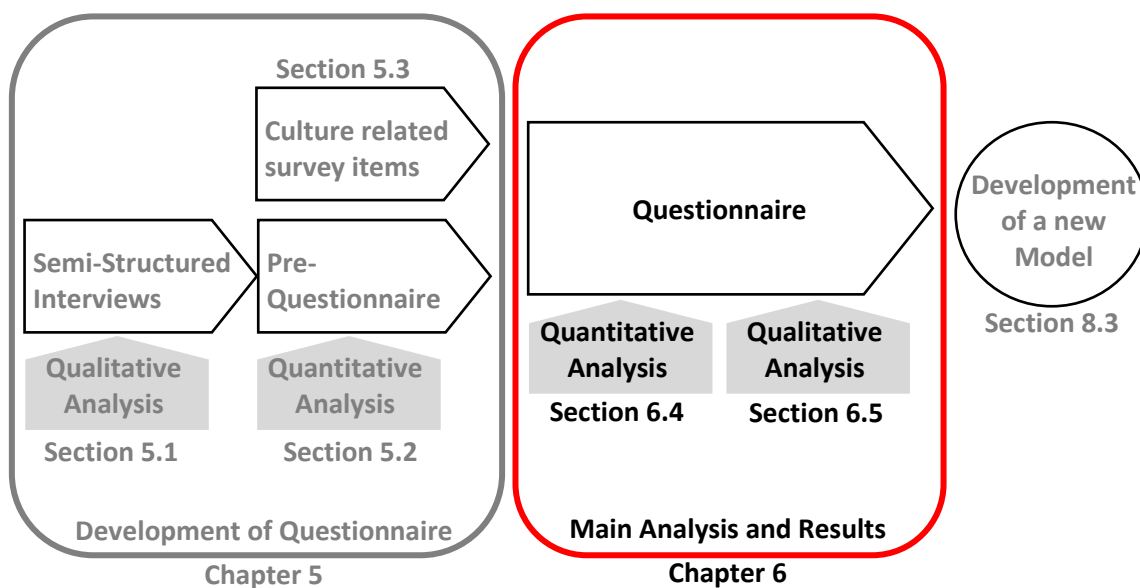 Section 5.3
Culture related
survey items
Semi-Structured
Interviews
Pre-
Questionnaire
Qualitative
Analysis
Quantitative
Analysis
Section 5.1
Section 5.2
Development of Questionnaire
Chapter 5
Questionnaire
Quantitative
Analysis
Qualitative
Analysis
Section 6.4
Section 6.5
Main Analysis and Results
Chapter 6
Development
of a new
Model
Section 8.3